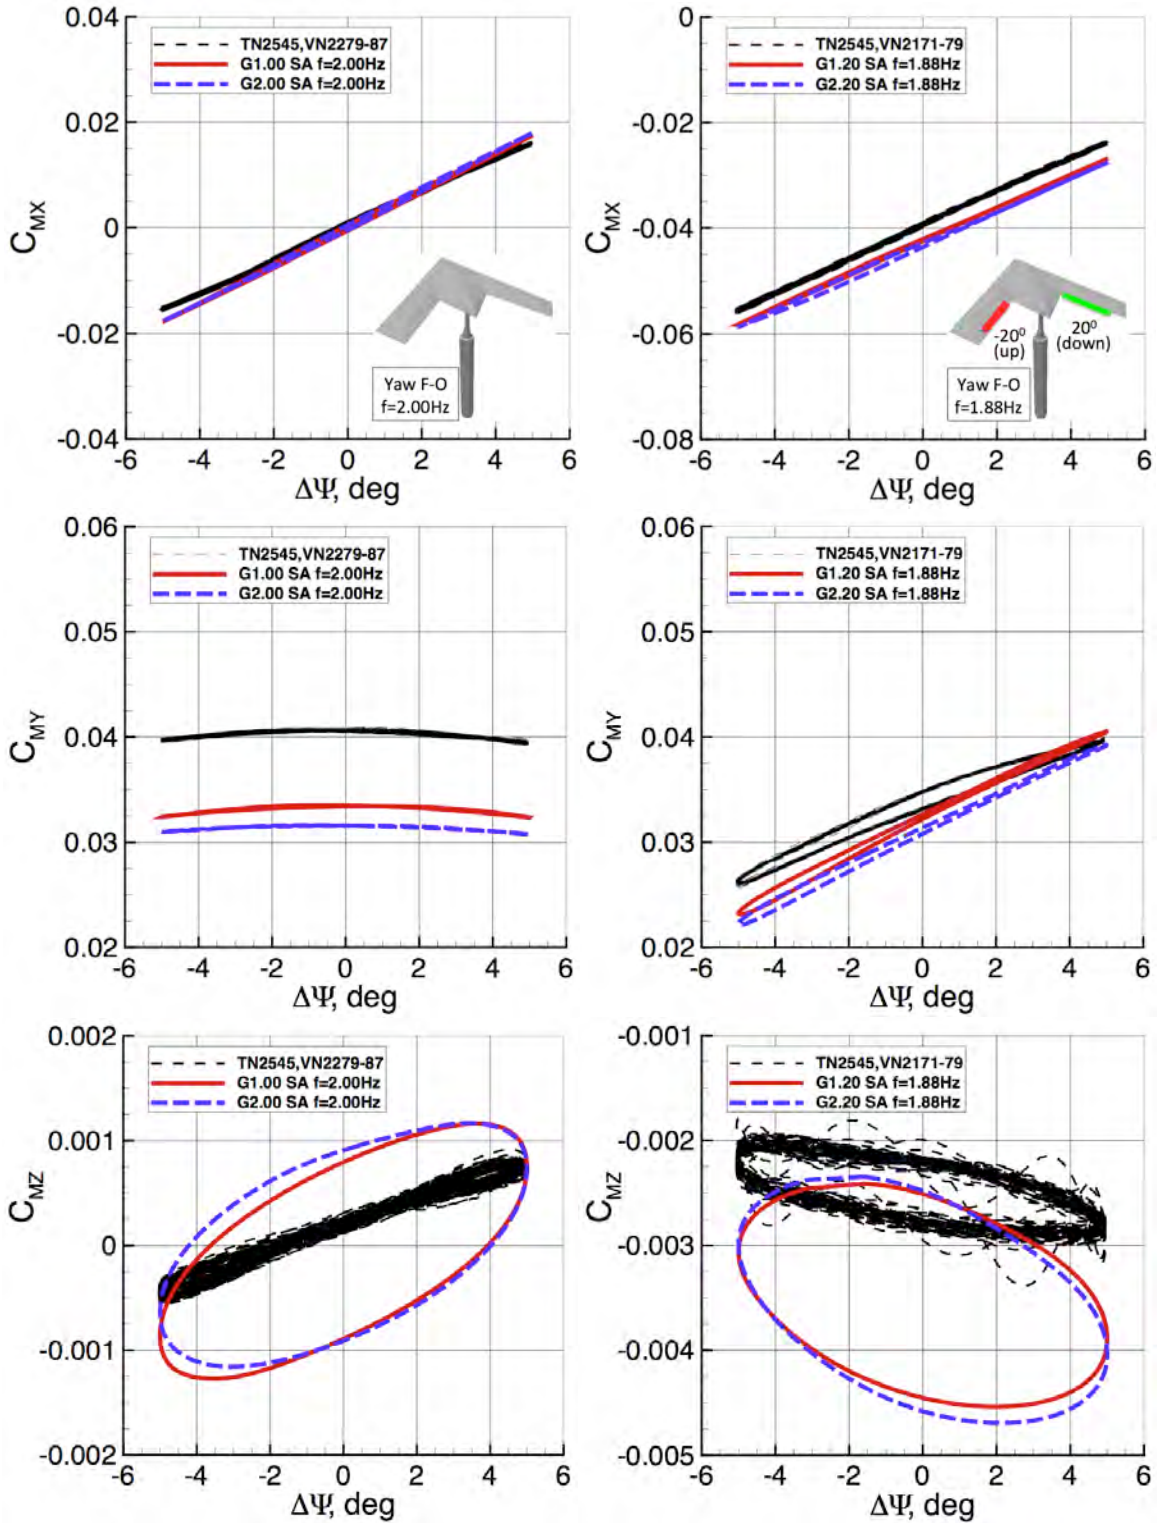 0.04
0.02
0
-0.02
-0.04
C_MX
TN2545,VN2279-87
G1.00 SA f=2.00Hz
G2.00 SA f=2.00Hz
Yaw F-O
f=2.00Hz
-6 -4 -2 0 2 4 6
ΔΨ, deg
0
-0.02
-0.04
-0.06
-0.08
C_MX
TN2545,VN2171-79
G1.20 SA f=1.88Hz
G2.20 SA f=1.88Hz
-20⁰
(up)
20⁰
(down)
Yaw F-O
f=1.88Hz
-6 -4 -2 0 2 4 6
ΔΨ, deg
0.06
0.05
0.04
0.03
0.02
C_MY
TN2545,VN2279-87
G1.00 SA f=2.00Hz
G2.00 SA f=2.00Hz
-6 -4 -2 0 2 4 6
ΔΨ, deg
0.06
0.05
0.04
0.03
0.02
C_MY
TN2545,VN2171-79
G1.20 SA f=1.88Hz
G2.20 SA f=1.88Hz
-6 -4 -2 0 2 4 6
ΔΨ, deg
0.002
0.001
0
-0.001
-0.002
C_MZ
TN2545,VN2279-87
G1.00 SA f=2.00Hz
G2.00 SA f=2.00Hz
-6 -4 -2 0 2 4 6
ΔΨ, deg
-0.001
-0.002
-0.003
-0.004
-0.005
C_MZ
TN2545,VN2171-79
G1.20 SA f=1.88Hz
G2.20 SA f=1.88Hz
-6 -4 -2 0 2 4 6
ΔΨ, deg